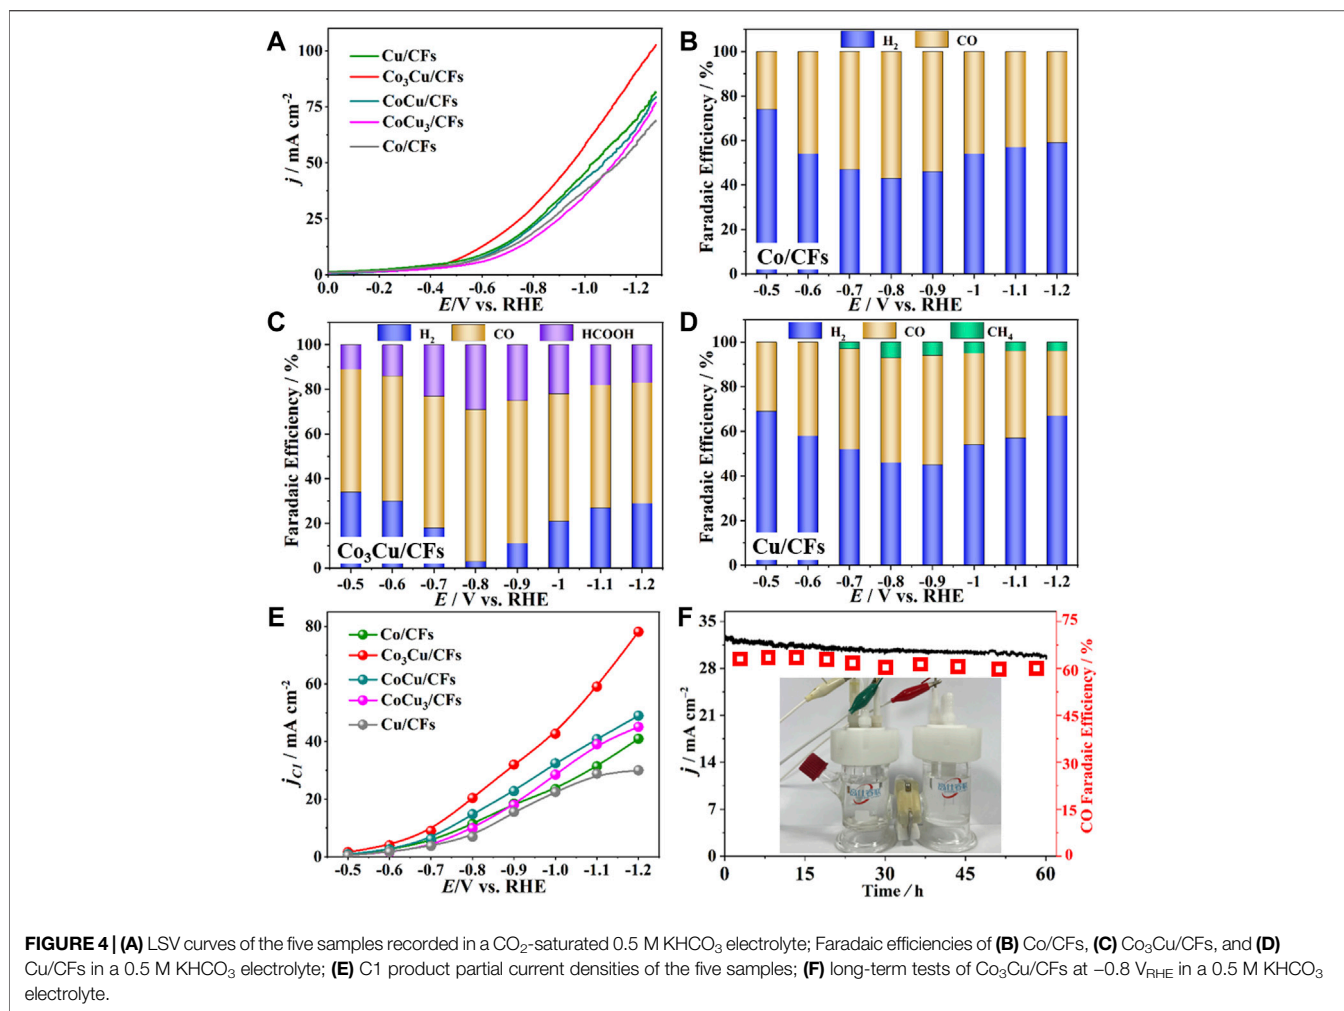 A
Cu/CFs
Co₃Cu/CFs
CoCu/CFs
CoCu₃/CFs
Co/CFs
100
75
50
25
0
j / mA cm⁻²
0.0 -0.2 -0.4 -0.6 -0.8 -1.0 -1.2
E/V vs. RHE
B
H₂ CO
100
80
60
40
20
0
Faradaic Efficiency / %
Co/CFs
-0.5 -0.6 -0.7 -0.8 -0.9 -1 -1.1 -1.2
E / V vs. RHE
C
H₂ CO HCOOH
100
80
60
40
20
0
Faradaic Efficiency / %
Co₃Cu/CFs
-0.5 -0.6 -0.7 -0.8 -0.9 -1 -1.1 -1.2
E / V vs. RHE
D
H₂ CO CH₄
100
80
60
40
20
0
Faradaic Efficiency / %
Cu/CFs
-0.5 -0.6 -0.7 -0.8 -0.9 -1 -1.1 -1.2
E / V vs. RHE
E
Co/CFs
Co₃Cu/CFs
CoCu/CFs
CoCu₃/CFs
Cu/CFs
80
60
40
20
0
j_C1 / mA cm⁻²
-0.5 -0.6 -0.7 -0.8 -0.9 -1.0 -1.1 -1.2
E/V vs. RHE
F
35
28
21
14
7
0
j / mA cm⁻²
75
60
45
30
15
0
CO Faradaic Efficiency / %
0 15 30 45 60
Time / h
FIGURE 4 | (A) LSV curves of the five samples recorded in a CO₂-saturated 0.5 M KHCO₃ electrolyte; Faradaic efficiencies of (B) Co/CFs, (C) Co₃Cu/CFs, and (D)
Cu/CFs in a 0.5 M KHCO₃ electrolyte; (E) C1 product partial current densities of the five samples; (F) long-term tests of Co₃Cu/CFs at −0.8 V_RHE in a 0.5 M KHCO₃
electrolyte.